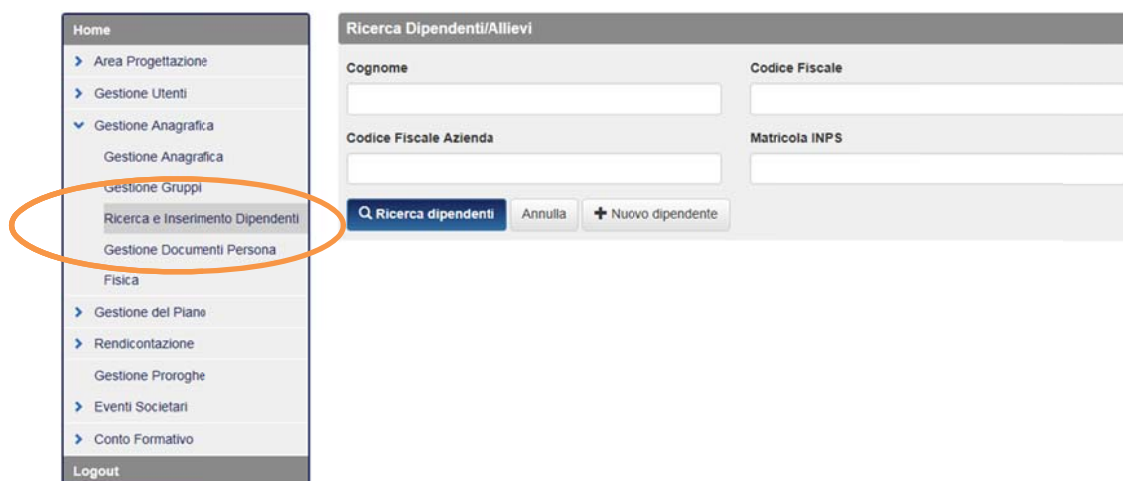 Home
Area Progettazione
Gestione Utenti
Gestione Anagrafica
Gestione Anagrafica
Gestione Gruppi
Ricerca e Inserimento Dipendenti
Gestione Documenti Persona
Fisica
Gestione del Piano
Rendicontazione
Gestione Proroghe
Eventi Societari
Conto Formativo
Logout
Ricerca Dipendenti/Allievi
Cognome Codice Fiscale
Codice Fiscale Azienda Matricola INPS
Ricerca dipendenti Annulla + Nuovo dipendente